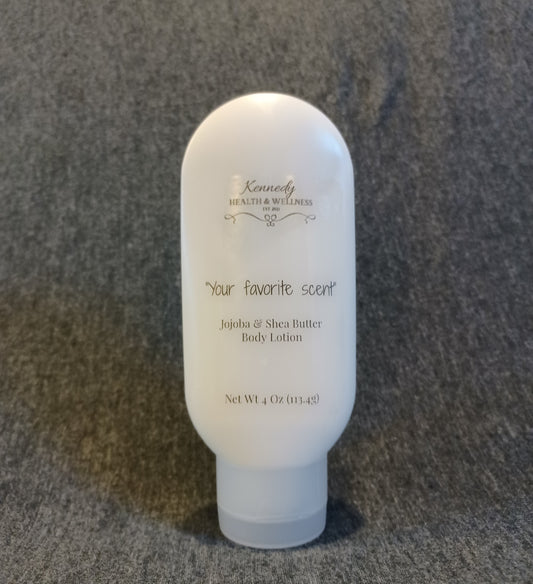 Kennedy
HEALTH & WELLNESS
"Your favorite scent"
Jojoba & Shea Butter
Body Lotion
Net Wt 4 Oz (113.4g)